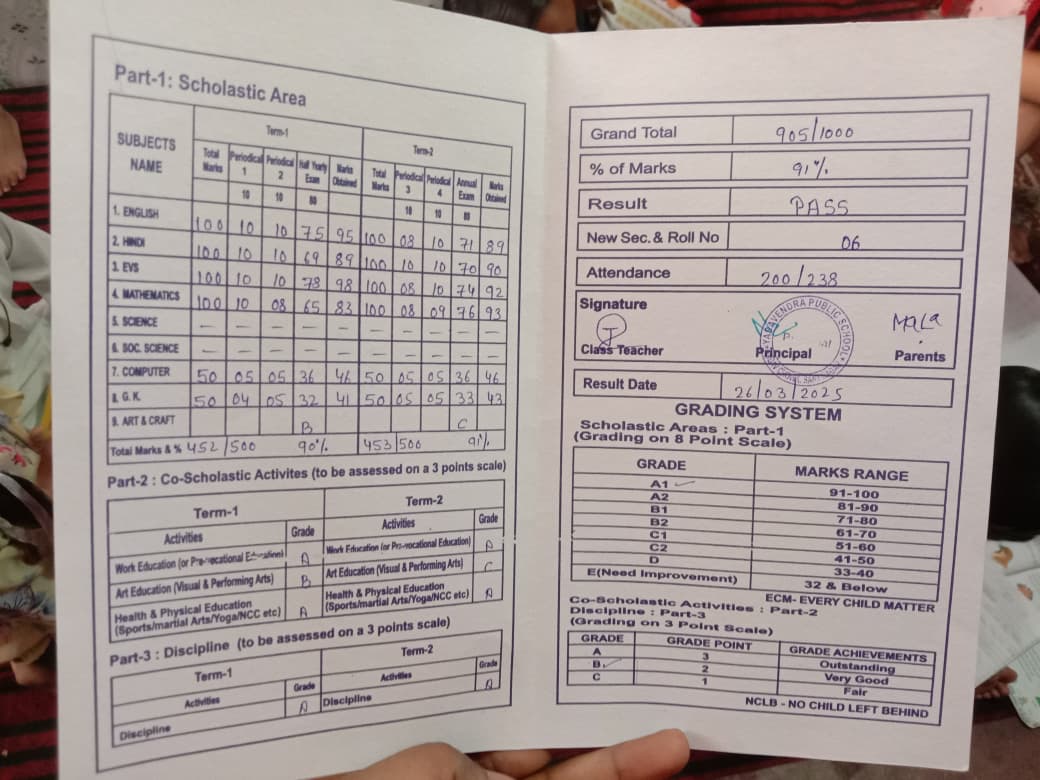 Part-1: Scholastic Area
SUBJECTS NAME Term-1 Term-2
Total Marks Periodical 1 Periodical 2 Half Yearly Exam Marks Obtained Total Marks Periodical 3 Periodical 4 Annual Exam Marks Obtained
10 10 80 10 10 80
1. ENGLISH 100 10 10 75 95 100 08 10 71 89
2. HINDI 100 10 10 69 89 100 10 10 70 90
3. EVS 100 10 10 78 98 100 08 10 74 92
4. MATHEMATICS 100 10 08 65 83 100 08 09 76 93
5. SCIENCE — — — — — — — — — —
6. SOC. SCIENCE — — — — — — — — — —
7. COMPUTER 50 05 05 36 46 50 05 05 36 46
8. G. K. 50 04 05 32 41 50 05 05 33 43
9. ART & CRAFT B C
Total Marks & % 452/500 90% 453/500 91%
Part-2 : Co-Scholastic Activites (to be assessed on a 3 points scale)
Term-1 Term-2
Activities Grade Activities Grade
Work Education (or Pre-vocational Education) A Work Education (or Pre-vocational Education) A
Art Education (Visual & Performing Arts) B Art Education (Visual & Performing Arts) C
Health & Physical Education (Sports/martial Arts/Yoga/NCC etc) A Health & Physical Education (Sports/martial Arts/Yoga/NCC etc) A
Part-3 : Discipline (to be assessed on a 3 points scale)
Term-1 Term-2
Activities Grade Activities Grade
Discipline A Discipline A
Grand Total 905/1000
% of Marks 91%
Result PASS
New Sec. & Roll No 06
Attendance 200/238
Signature
YADAVENDRA PUBLIC SCHOOL
Mala
Class Teacher Principal Parents
Result Date 26/03/2025
GRADING SYSTEM
Scholastic Areas : Part-1
(Grading on 8 Point Scale)
GRADE MARKS RANGE
A1 91-100
A2 81-90
B1 71-80
B2 61-70
C1 51-60
C2 41-50
D 33-40
E(Need Improvement) 32 & Below
ECM- EVERY CHILD MATTER
Co-Scholastic Activities : Part-2
Discipline : Part-3
(Grading on 3 Point Scale)
GRADE GRADE POINT GRADE ACHIEVEMENTS
A 3 Outstanding
B 2 Very Good
C 1 Fair
NCLB - NO CHILD LEFT BEHIND